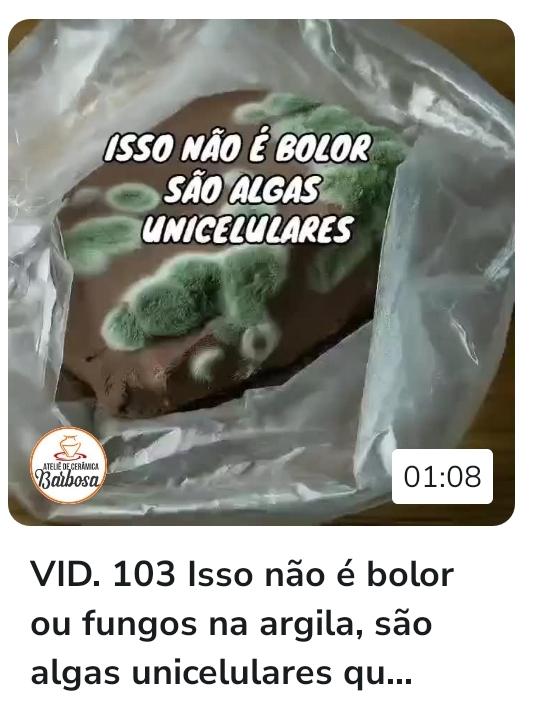 ISSO NÃO É BOLOR
SÃO ALGAS
UNICELULARES
ATELIÊ DE CERÂMICA
Barbosa
01:08
VID. 103 Isso não é bolor
ou fungos na argila, são
algas unicelulares qu...